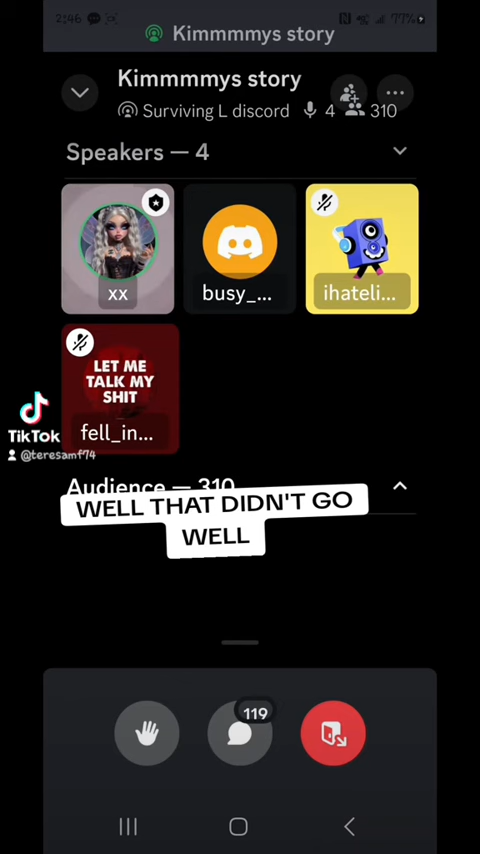 2:46
77%
Kimmmmys story
Kimmmmys story
Surviving L discord 4 310
Speakers — 4
xx
busy_...
ihateli...
LET ME
TALK MY
SHIT
fell_in...
TikTok
@teresamf74
Audience — 310
WELL THAT DIDN'T GO
WELL
119